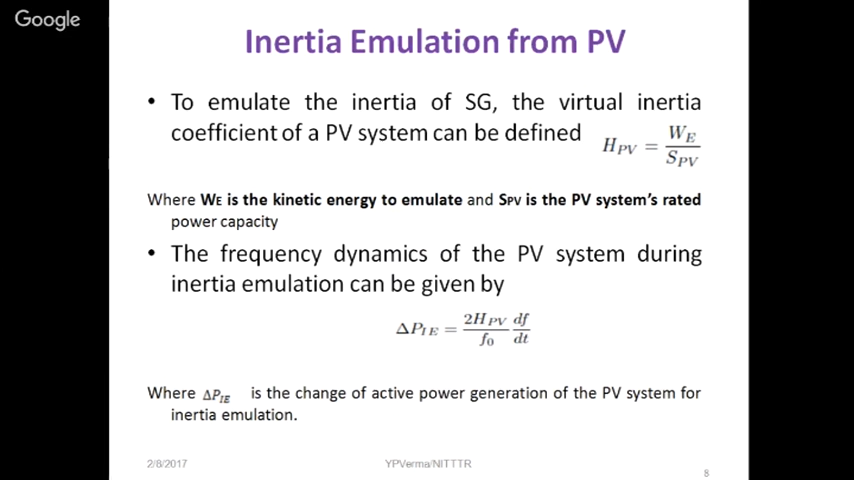 Google
Inertia Emulation from PV
• To emulate the inertia of SG, the virtual inertia
coefficient of a PV system can be defined H_PV = W_E / S_PV
Where WE is the kinetic energy to emulate and SPV is the PV system's rated
power capacity
• The frequency dynamics of the PV system during
inertia emulation can be given by
ΔP_IE = 2H_PV / f_0 df / dt
Where ΔP_IE is the change of active power generation of the PV system for
inertia emulation.
2/8/2017 YPVerma/NITTTR 8